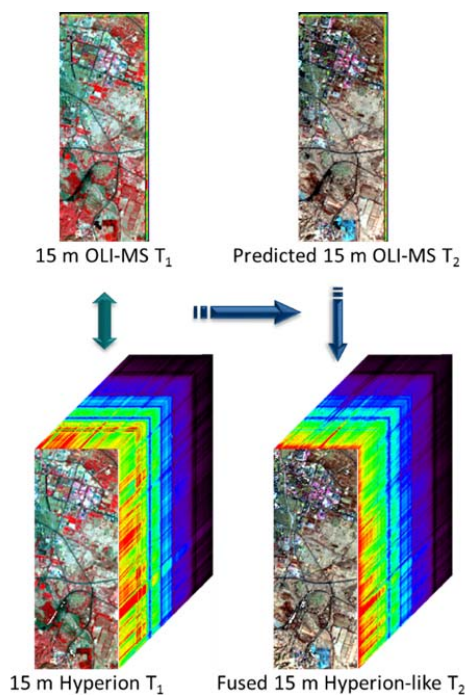 15 m OLI-MS T₁
Predicted 15 m OLI-MS T₂
15 m Hyperion T₁
Fused 15 m Hyperion-like T₂